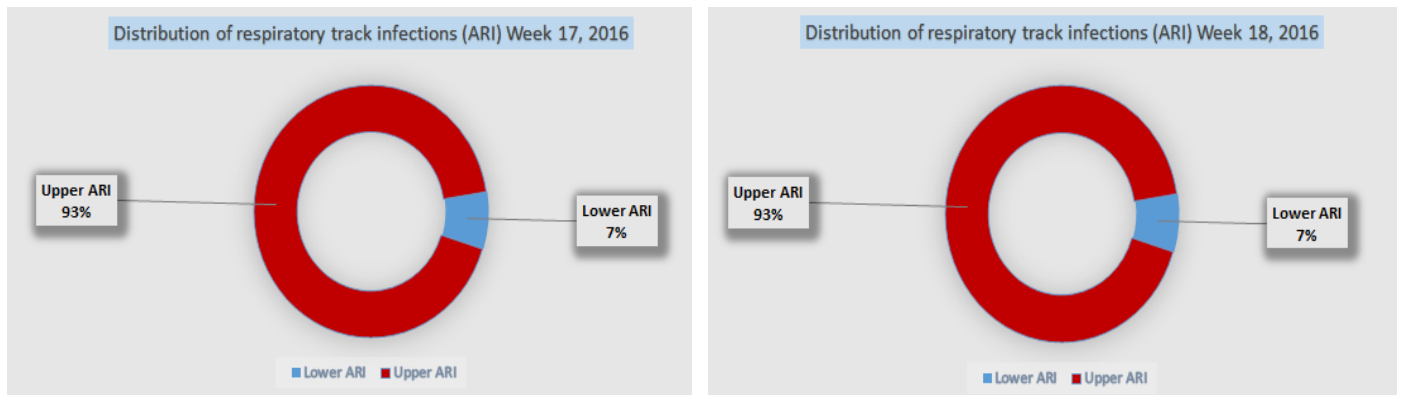 Distribution of respiratory track infections (ARI) Week 17, 2016
Upper ARI
93%
Lower ARI
7%
Lower ARI Upper ARI
Distribution of respiratory track infections (ARI) Week 18, 2016
Upper ARI
93%
Lower ARI
7%
Lower ARI Upper ARI